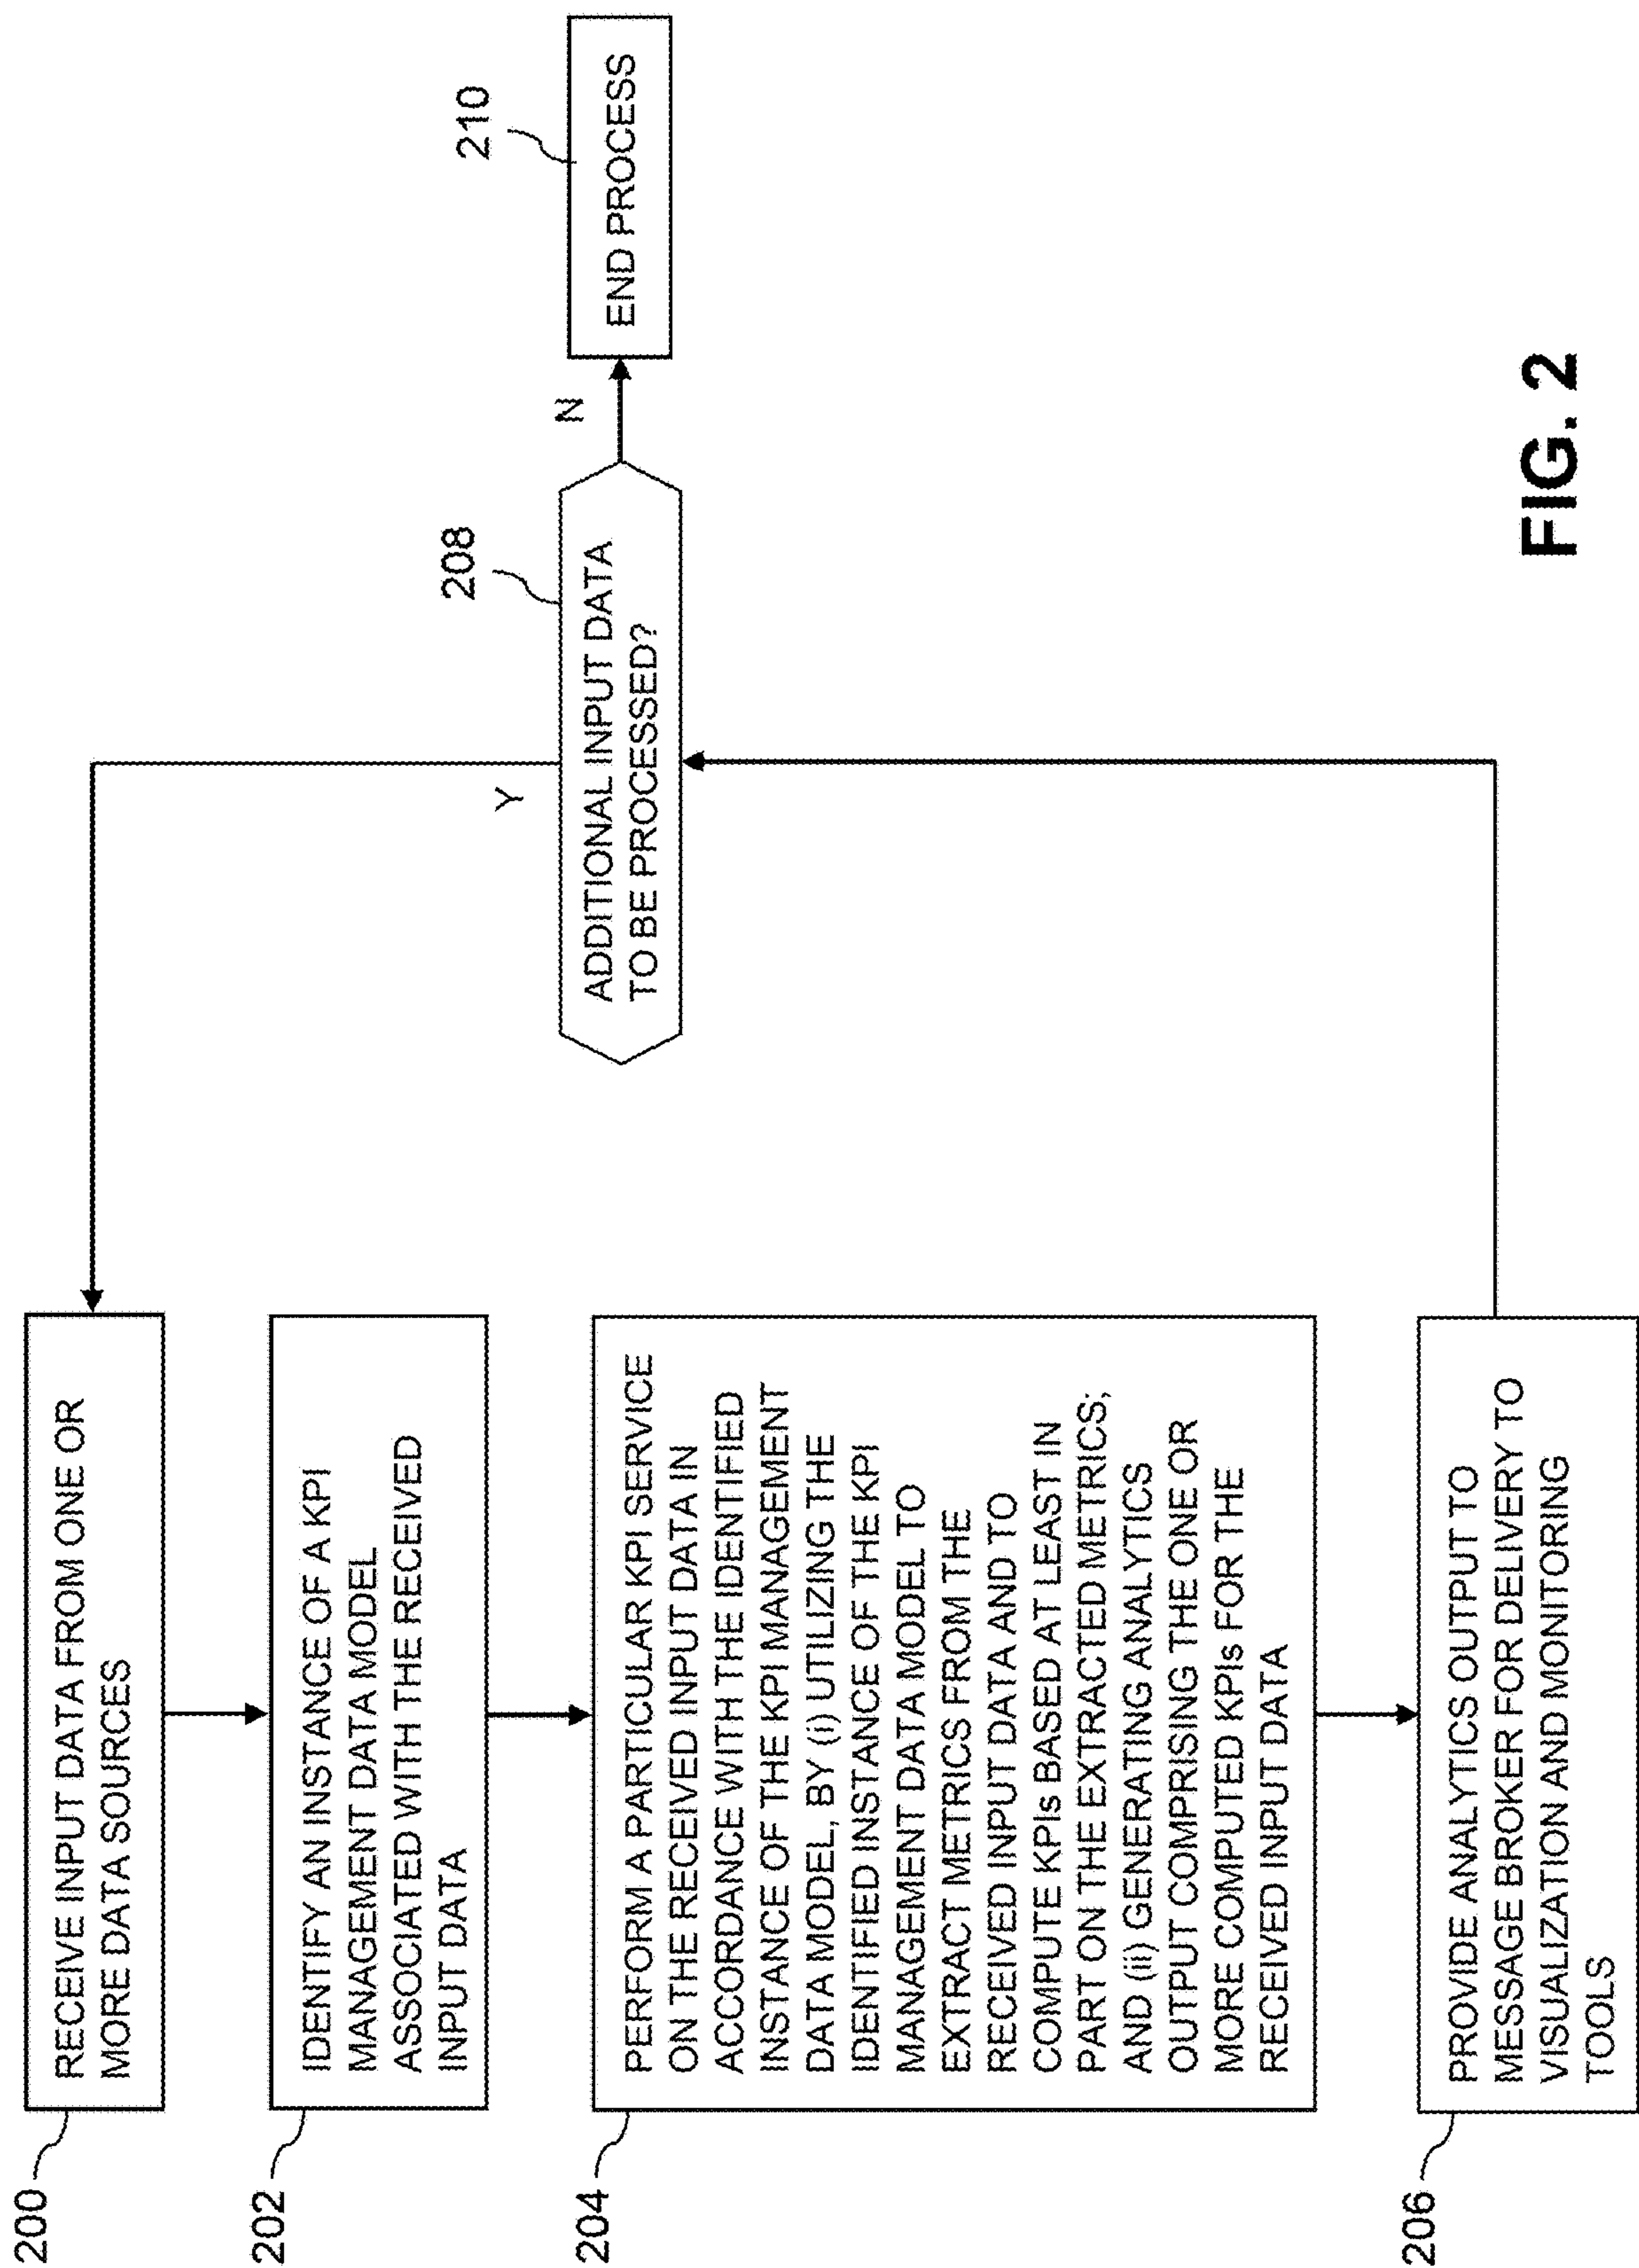 200
RECEIVE INPUT DATA FROM ONE OR
MORE DATA SOURCES
202
IDENTIFY AN INSTANCE OF A KPI
MANAGEMENT DATA MODEL
ASSOCIATED WITH THE RECEIVED
INPUT DATA
204
PERFORM A PARTICULAR KPI SERVICE
ON THE RECEIVED INPUT DATA IN
ACCORDANCE WITH THE IDENTIFIED
INSTANCE OF THE KPI MANAGEMENT
DATA MODEL, BY (i) UTILIZING THE
IDENTIFIED INSTANCE OF THE KPI
MANAGEMENT DATA MODEL TO
EXTRACT METRICS FROM THE
RECEIVED INPUT DATA AND TO
COMPUTE KPIs BASED AT LEAST IN
PART ON THE EXTRACTED METRICS;
AND (ii) GENERATING ANALYTICS
OUTPUT COMPRISING THE ONE OR
MORE COMPUTED KPIs FOR THE
RECEIVED INPUT DATA
206
PROVIDE ANALYTICS OUTPUT TO
MESSAGE BROKER FOR DELIVERY TO
VISUALIZATION AND MONITORING
TOOLS
208
ADDITIONAL INPUT DATA
TO BE PROCESSED?
Y
N
210
END PROCESS
FIG. 2